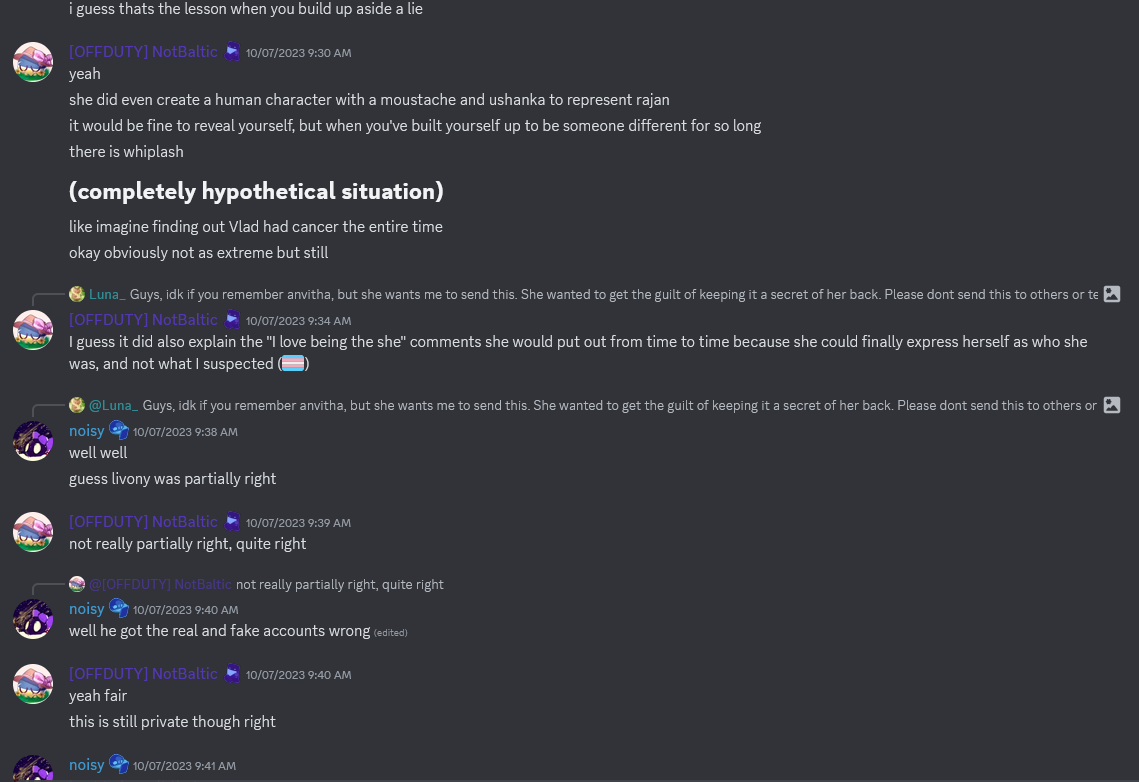 i guess thats the lesson when you build up aside a lie
[OFFDUTY] NotBaltic 10/07/2023 9:30 AM
yeah
she did even create a human character with a moustache and ushanka to represent rajan
it would be fine to reveal yourself, but when you've built yourself up to be someone different for so long
there is whiplash
(completely hypothetical situation)
like imagine finding out Vlad had cancer the entire time
okay obviously not as extreme but still
Luna_ Guys, idk if you remember anvitha, but she wants me to send this. She wanted to get the guilt of keeping it a secret of her back. Please dont send this to others or te
[OFFDUTY] NotBaltic 10/07/2023 9:34 AM
I guess it did also explain the "I love being the she" comments she would put out from time to time because she could finally express herself as who she
was, and not what I suspected (🏳️‍⚧️)
@Luna_ Guys, idk if you remember anvitha, but she wants me to send this. She wanted to get the guilt of keeping it a secret of her back. Please dont send this to others or
noisy 10/07/2023 9:38 AM
well well
guess livony was partially right
[OFFDUTY] NotBaltic 10/07/2023 9:39 AM
not really partially right, quite right
@[OFFDUTY] NotBaltic not really partially right, quite right
noisy 10/07/2023 9:40 AM
well he got the real and fake accounts wrong (edited)
[OFFDUTY] NotBaltic 10/07/2023 9:40 AM
yeah fair
this is still private though right
noisy 10/07/2023 9:41 AM